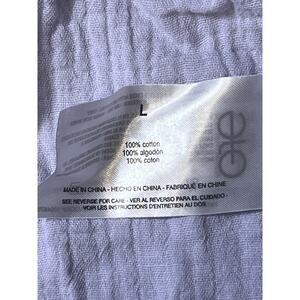 L
100% cotton
100% algodón
100% coton
MADE IN CHINA - HECHO EN CHINA - FABRIQUÉ EN CHINE
SEE REVERSE FOR CARE - VER AL REVERSO PARA EL CUIDADO -
VOIR LES INSTRUCTIONS D'ENTRETIEN AU DOS